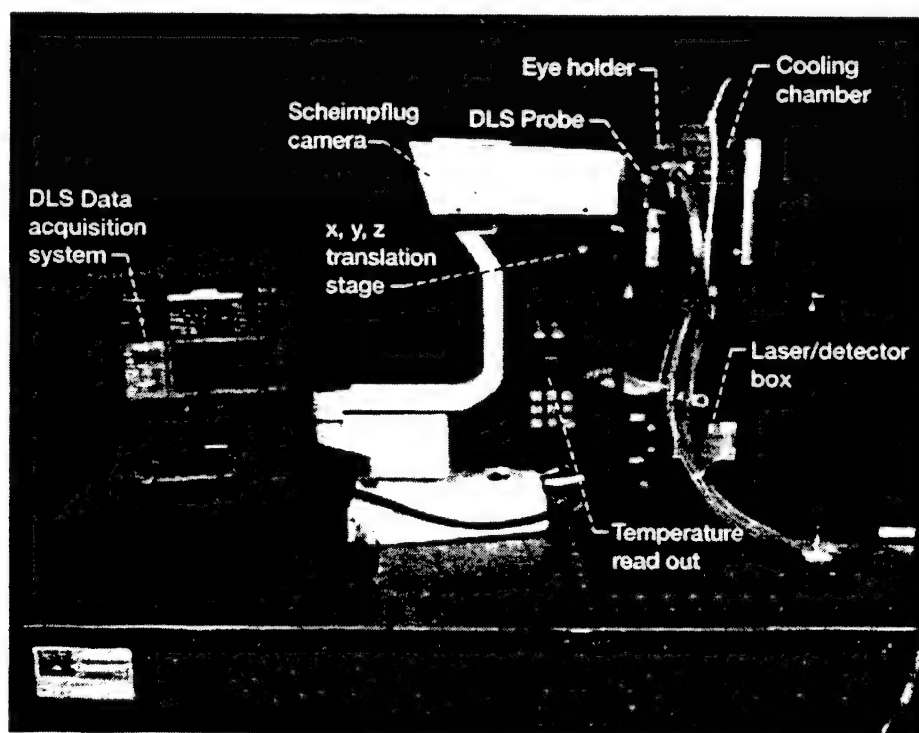 Eye holder
Cooling
chamber
Scheimpflug
camera
DLS Probe
DLS Data
acquisition
system
x, y, z
translation
stage
Laser/detector
box
Temperature
read out